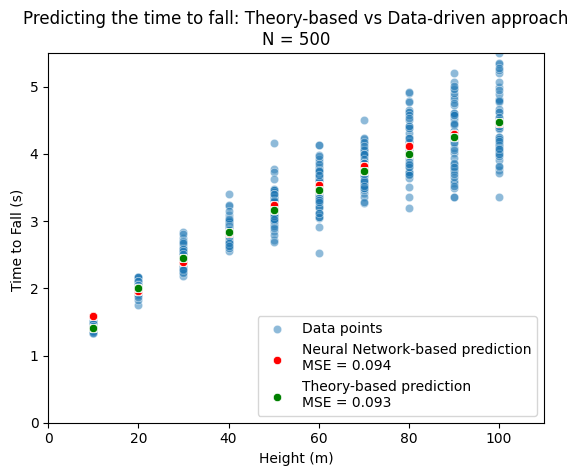 Predicting the time to fall: Theory-based vs Data-driven approach
N = 500
Time to Fall (s)
5
4
3
2
1
0
0
20
40
60
80
100
Height (m)
Data points
Neural Network-based prediction
MSE = 0.094
Theory-based prediction
MSE = 0.093